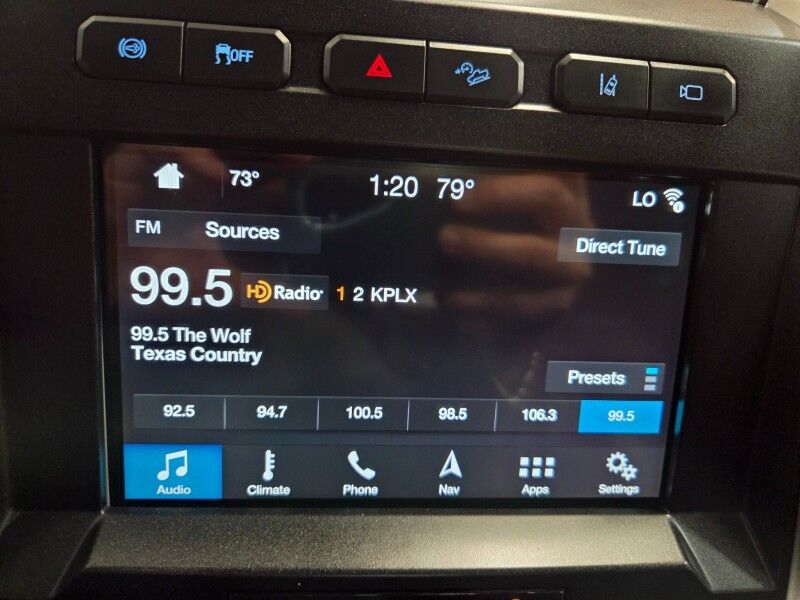 OFF
73° 1:20 79° LO
FM Sources Direct Tune
99.5 HD Radio 1 2 KPLX
99.5 The Wolf
Texas Country
Presets
92.5 94.7 100.5 98.5 106.3 99.5
Audio Climate Phone Nav Apps Settings